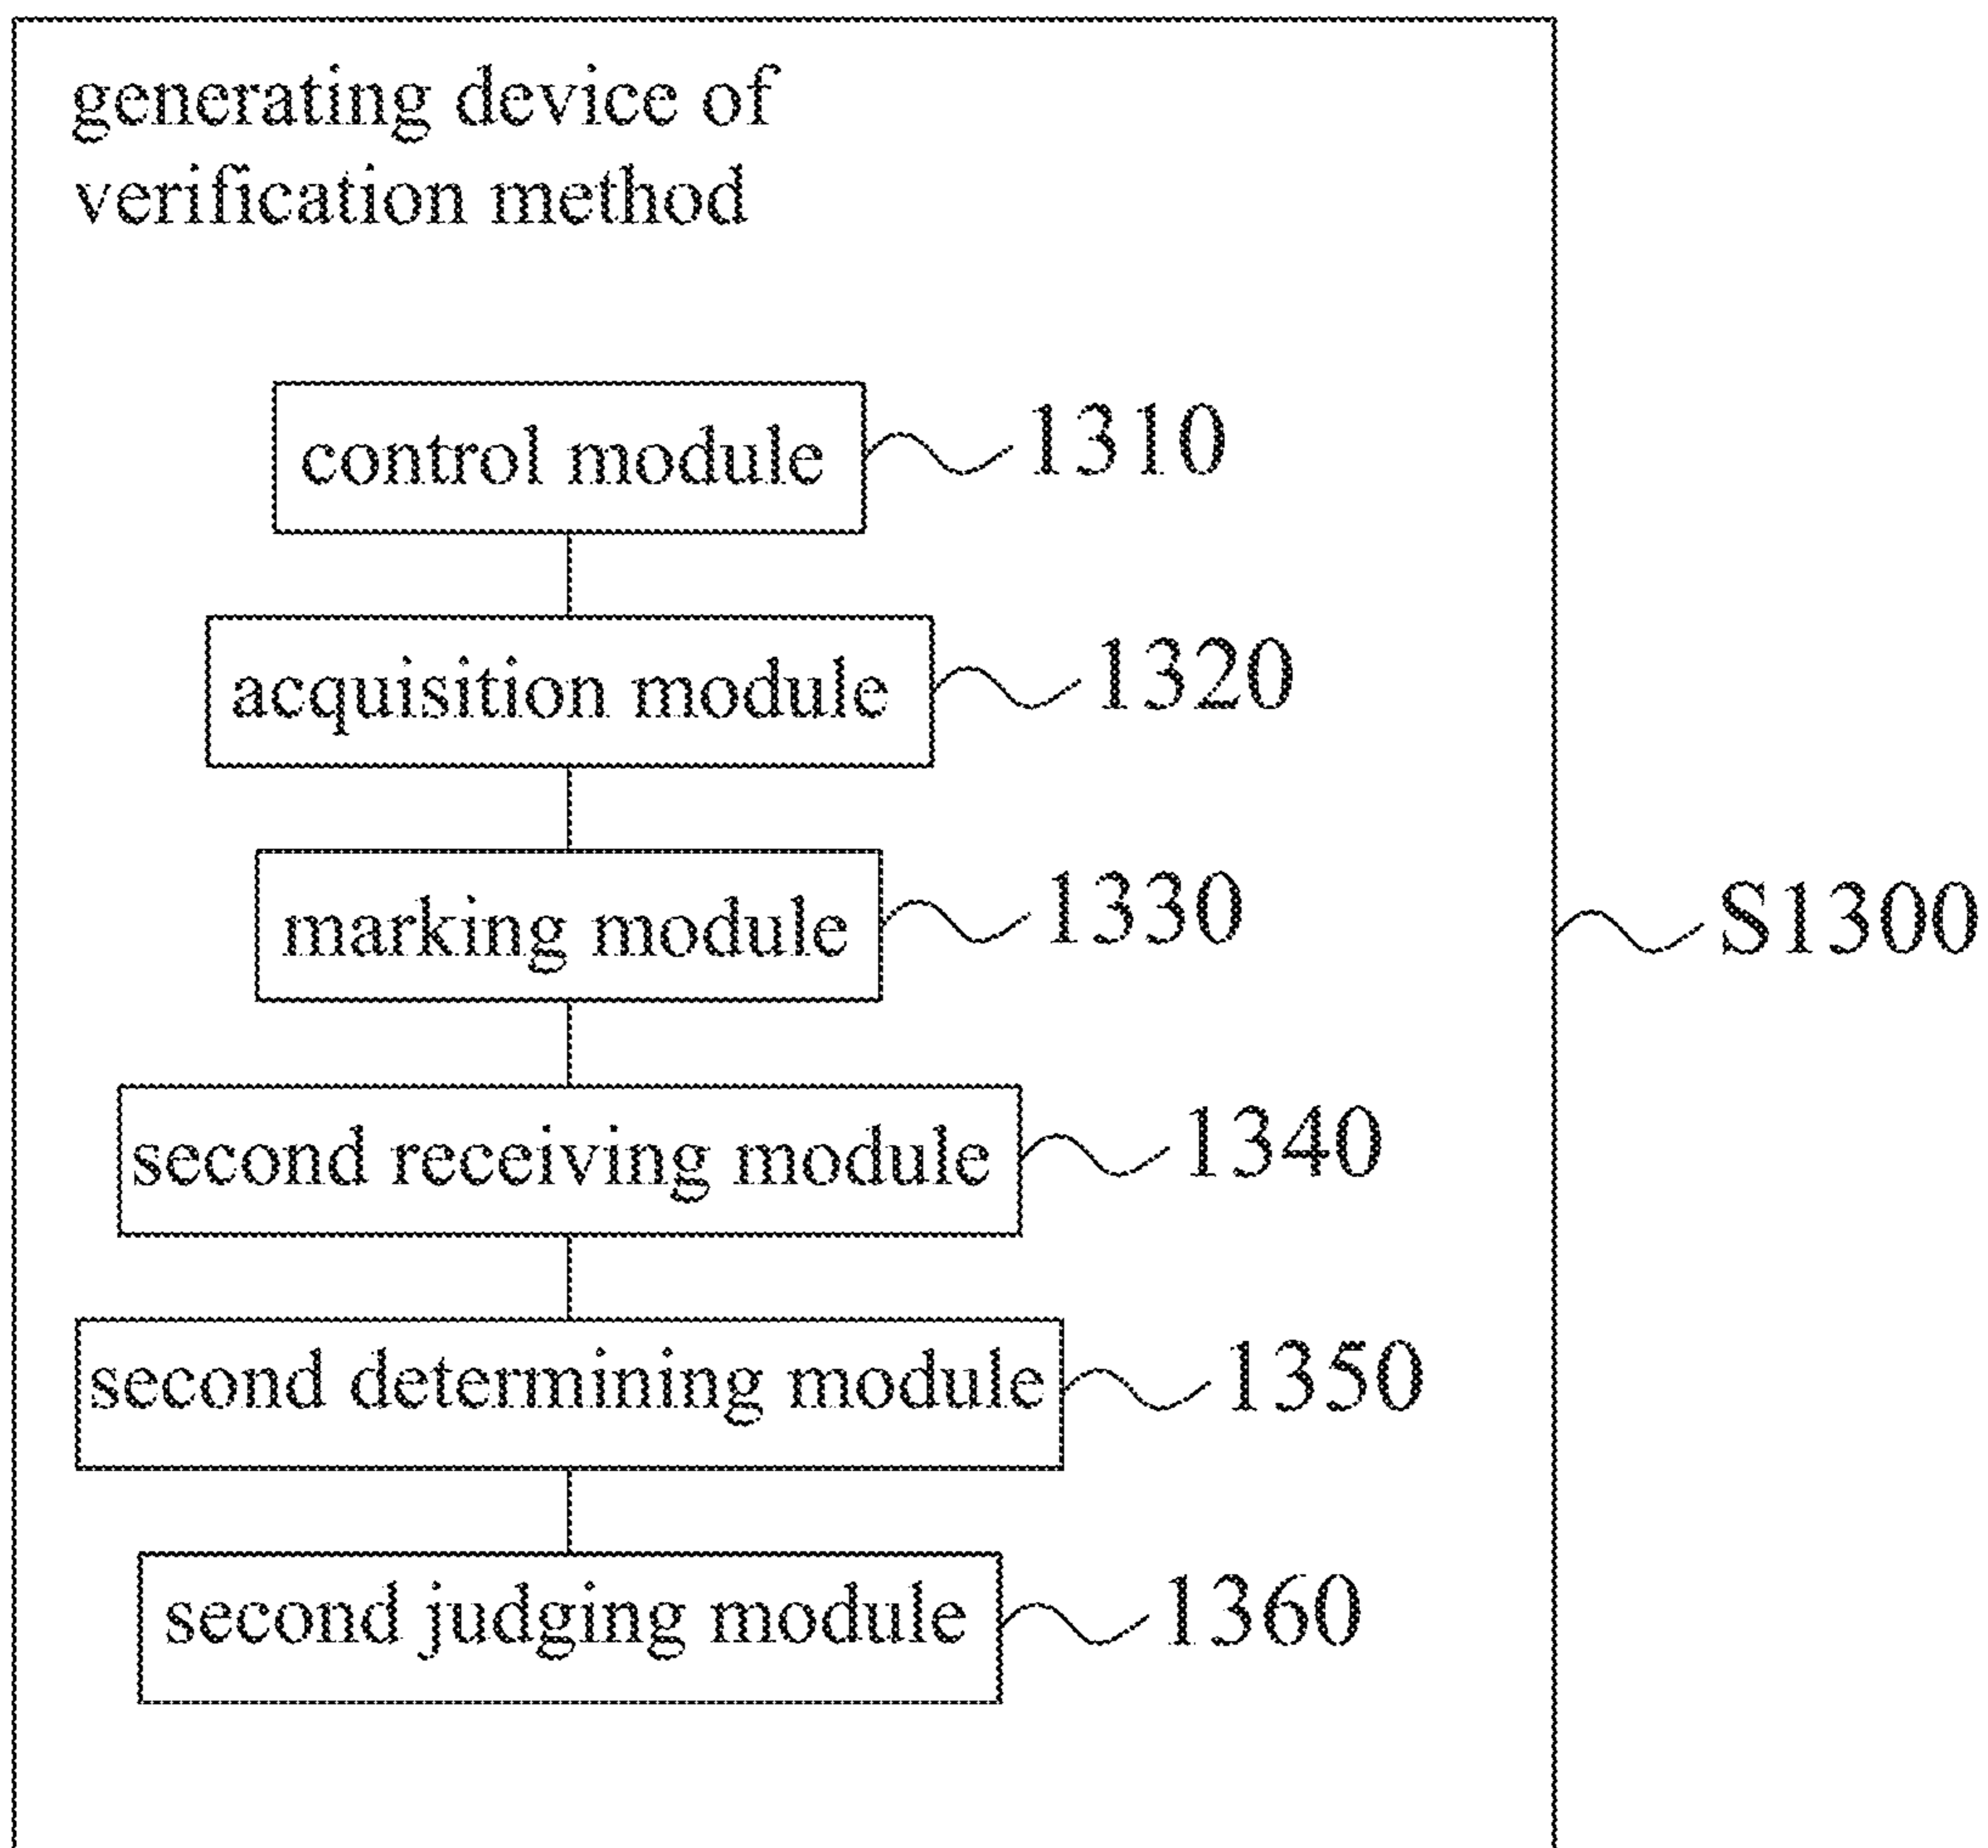 generating device of
verification method
control module
1310
acquisition module
1320
marking module
1330
S1300
second receiving module
1340
second determining module
1350
second judging module
1360